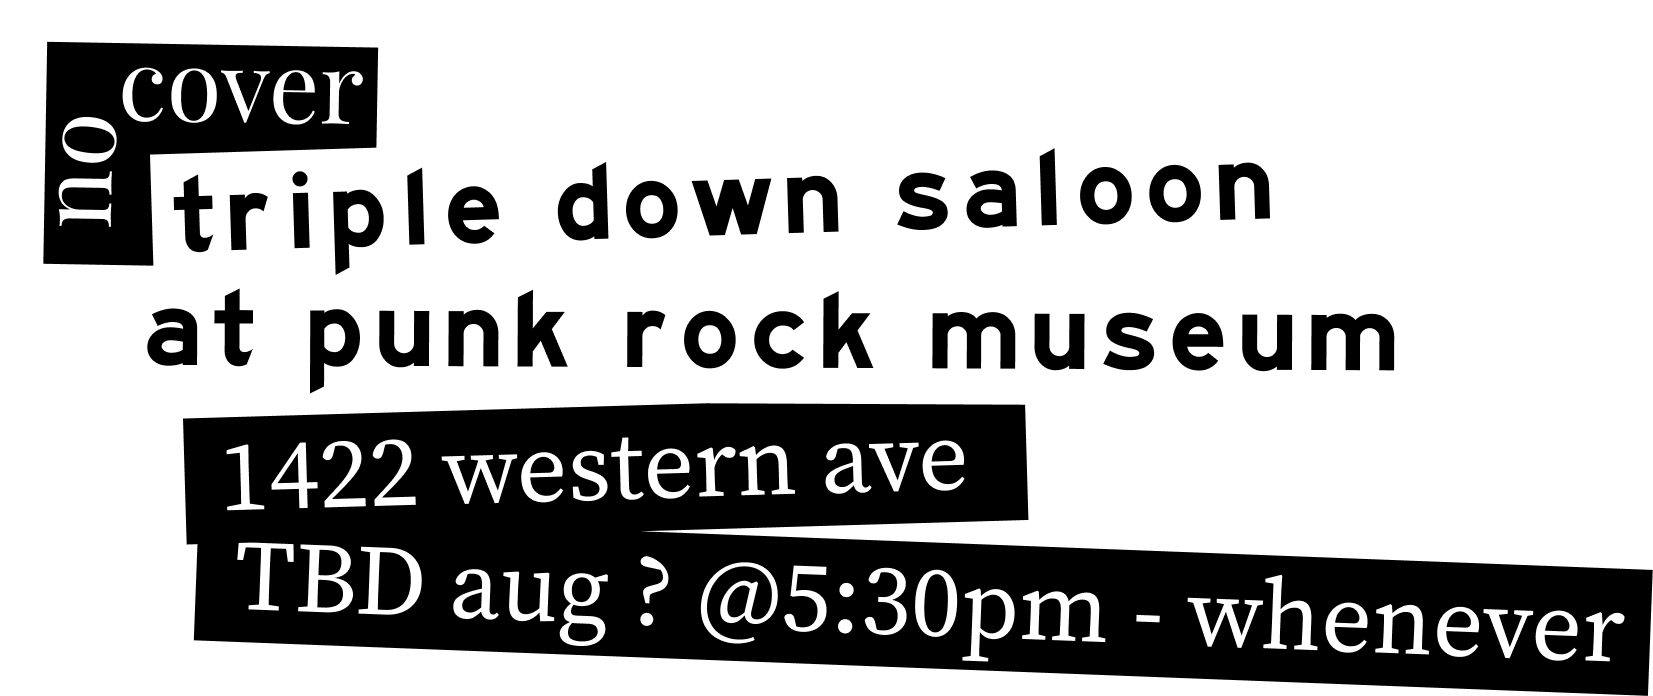 no cover
triple down saloon
at punk rock museum
1422 western ave
TBD aug ? @5:30pm - whenever